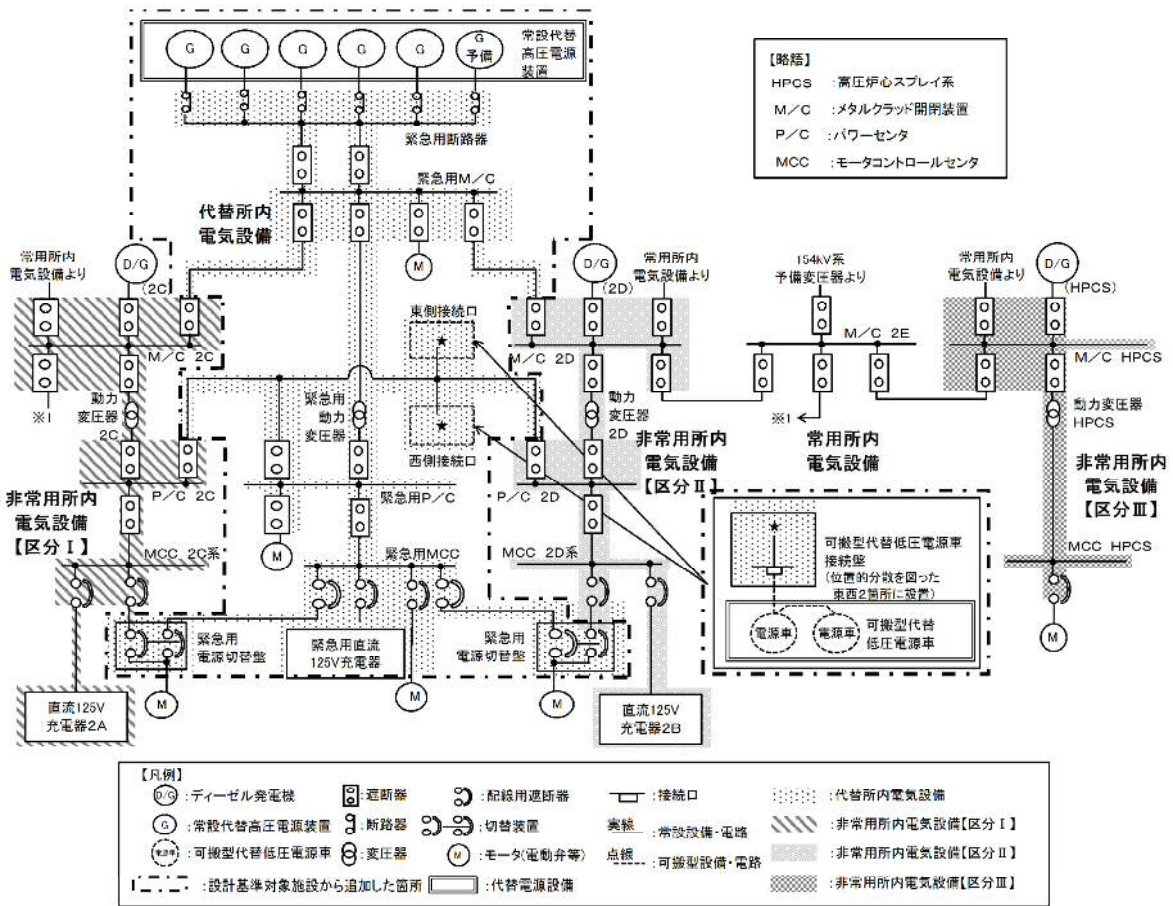 G
G
G
G
G
G
予備
常設代替
高圧電源
装置
緊急用断路器
緊急用M/C
代替所内
電気設備
M
【略語】
HPCS :高圧炉心スプレイ系
M/C :メタルクラッド開閉装置
P/C :パワーセンタ
MCC :モータコントロールセンタ
常用所内
電気設備より
D/G
(2C)
M/C 2C
※1
動力
変圧器
2C
P/C 2C
非常用所内
電気設備
【区分Ⅰ】
MCC 2C系
直流125V
充電器2A
緊急用
電源切替盤
M
M
緊急用
動力
変圧器
緊急用P/C
緊急用MCC
緊急用直流
125V充電器
M
東側接続口
★
★
西側接続口
D/G
(2D)
常用所内
電気設備より
M/C 2D
動力
変圧器
2D
P/C 2D
非常用所内
電気設備
【区分Ⅱ】
MCC 2D系
緊急用
電源切替盤
M
M
直流125V
充電器2B
154kV系
予備変圧器より
M/C 2E
※1
常用所内
電気設備
常用所内
電気設備より
D/G
(HPCS)
M/C HPCS
動力変圧器
HPCS
非常用所内
電気設備
【区分Ⅲ】
MCC HPCS
M
★
可搬型代替低圧電源車
接続盤
(位置的分散を図った
東西2箇所に設置)
電源車
電源車
可搬型代替
低圧電源車
【凡例】
D/G :ディーゼル発電機
:遮断器
:配線用遮断器
:接続口
:代替所内電気設備
G :常設代替高圧電源装置
:断路器
:切替装置
実線
:常設設備・電路
:非常用所内電気設備【区分Ⅰ】
電源車 :可搬型代替低圧電源車
:変圧器
M :モータ(電動弁等)
点線
:可搬型設備・電路
:非常用所内電気設備【区分Ⅱ】
:設計基準対象施設から追加した箇所
:代替電源設備
:非常用所内電気設備【区分Ⅲ】